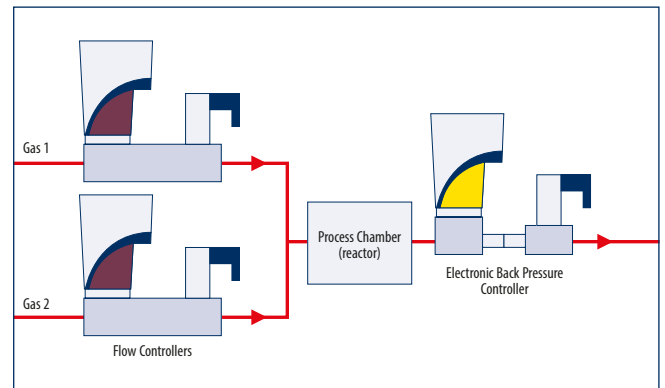 Gas 1
Process Chamber
(reactor)
Electronic Back Pressure
Controller
Gas 2
Flow Controllers